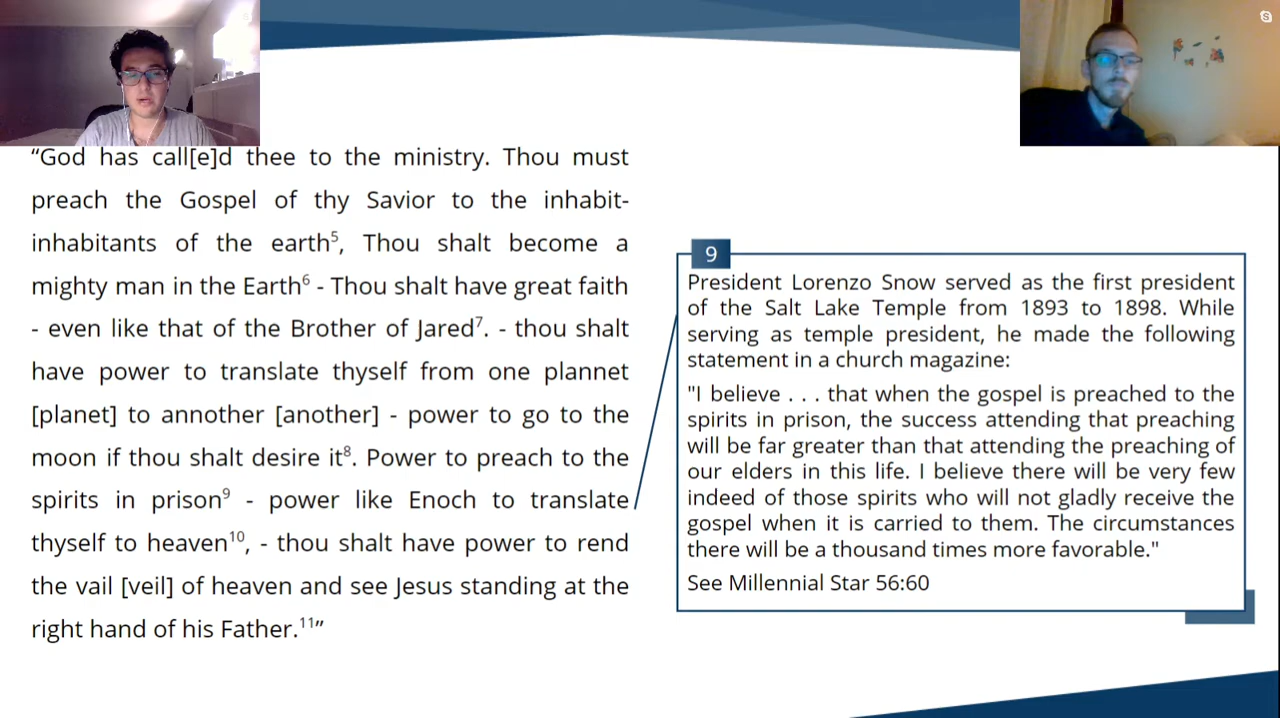 “God has call[e]d thee to the ministry. Thou must
preach the Gospel of thy Savior to the inhabit-
inhabitants of the earth⁵, Thou shalt become a
mighty man in the Earth⁶ - Thou shalt have great faith
- even like that of the Brother of Jared⁷. - thou shalt
have power to translate thyself from one plannet
[planet] to annother [another] - power to go to the
moon if thou shalt desire it⁸. Power to preach to the
spirits in prison⁹ - power like Enoch to translate
thyself to heaven¹⁰, - thou shalt have power to rend
the vail [veil] of heaven and see Jesus standing at the
right hand of his Father.¹¹”
9
President Lorenzo Snow served as the first president
of the Salt Lake Temple from 1893 to 1898. While
serving as temple president, he made the following
statement in a church magazine:
"I believe . . . that when the gospel is preached to the
spirits in prison, the success attending that preaching
will be far greater than that attending the preaching of
our elders in this life. I believe there will be very few
indeed of those spirits who will not gladly receive the
gospel when it is carried to them. The circumstances
there will be a thousand times more favorable."
See Millennial Star 56:60